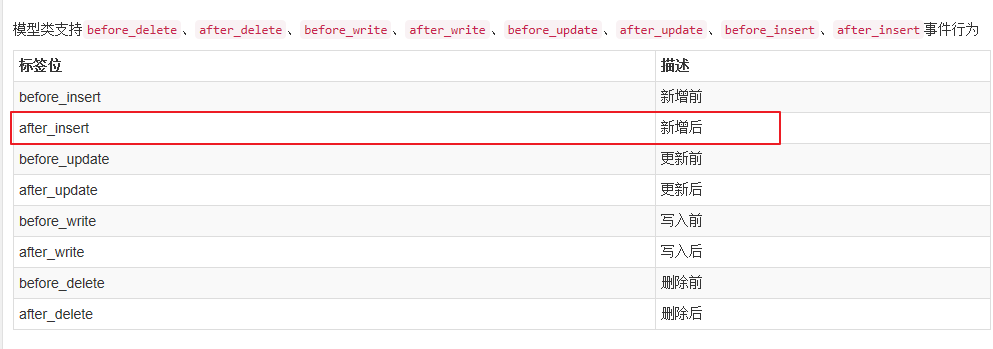 模型类支持 before_delete 、 after_delete 、 before_write 、 after_write 、 before_update 、 after_update 、 before_insert 、 after_insert 事件行为
标签位 描述
before_insert 新增前
after_insert 新增后
before_update 更新前
after_update 更新后
before_write 写入前
after_write 写入后
before_delete 删除前
after_delete 删除后